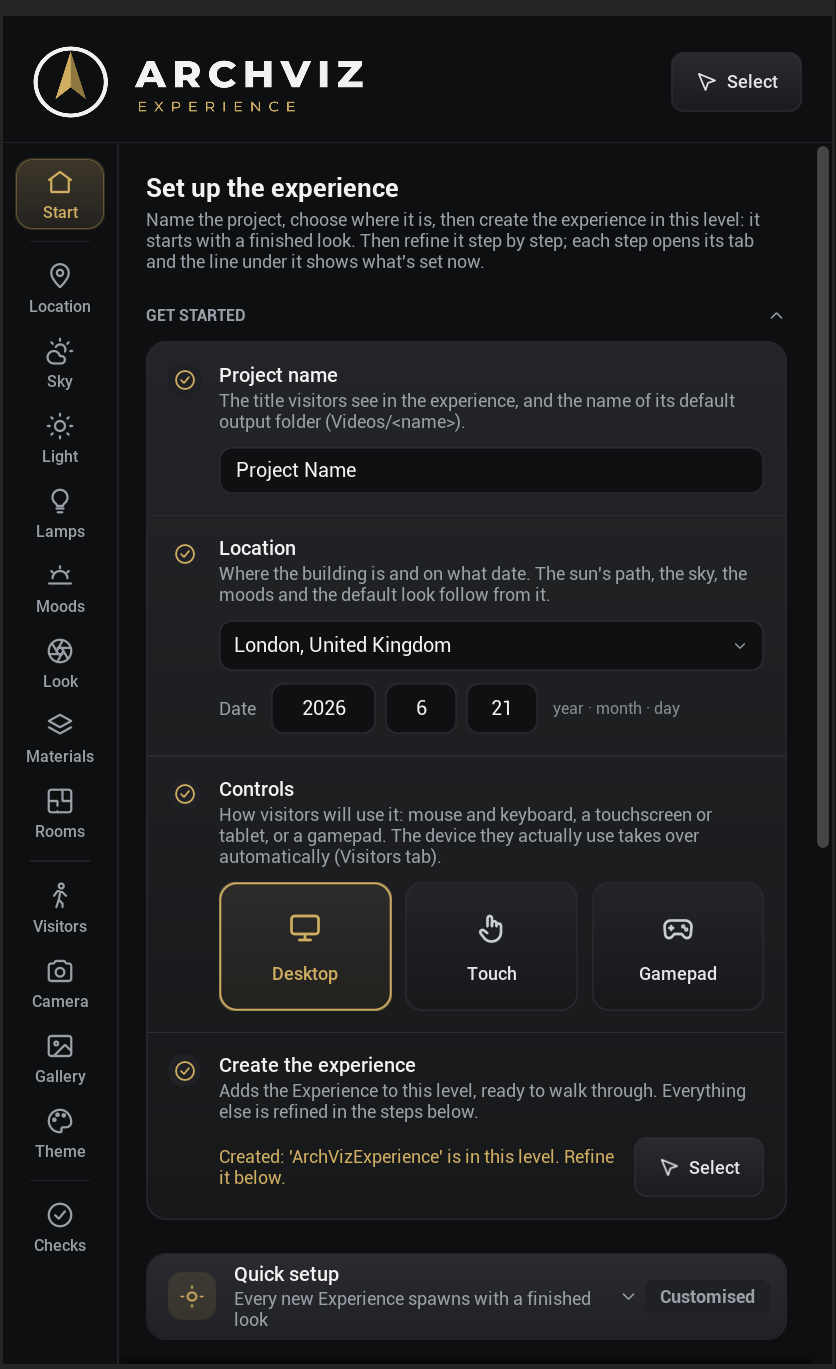 ARCHVIZ
EXPERIENCE
Select
Start
Location
Sky
Light
Lamps
Moods
Look
Materials
Rooms
Visitors
Camera
Gallery
Theme
Checks
Set up the experience
Name the project, choose where it is, then create the experience in this level: it
starts with a finished look. Then refine it step by step; each step opens its tab
and the line under it shows what's set now.
GET STARTED
Project name
The title visitors see in the experience, and the name of its default
output folder (Videos/<name>).
Project Name
Location
Where the building is and on what date. The sun's path, the sky, the
moods and the default look follow from it.
London, United Kingdom
Date 2026 6 21 year · month · day
Controls
How visitors will use it: mouse and keyboard, a touchscreen or
tablet, or a gamepad. The device they actually use takes over
automatically (Visitors tab).
Desktop Touch Gamepad
Create the experience
Adds the Experience to this level, ready to walk through. Everything
else is refined in the steps below.
Created: 'ArchVizExperience' is in this level. Refine
it below.
Select
Quick setup
Every new Experience spawns with a finished
look
Customised